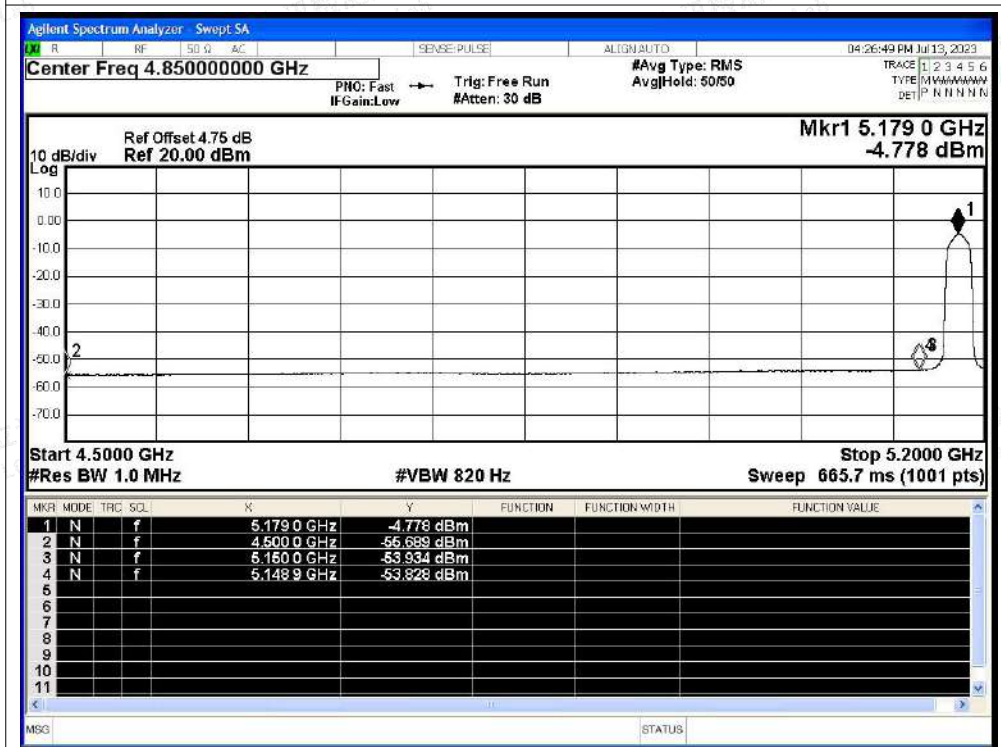 Agilent Spectrum Analyzer - Swept SA
LXI R RF 50 Ω AC SENSE:PULSE ALIGN AUTO 04:26:49 PM Jul 13, 2023
Center Freq 4.850000000 GHz #Avg Type: RMS TRACE 1 2 3 4 5 6
PNO: Fast Trig: Free Run Avg|Hold: 50/50 TYPE M
IFGain:Low #Atten: 30 dB DET P N N N N N
Mkr1 5.179 0 GHz
Ref Offset 4.75 dB
10 dB/div Ref 20.00 dBm -4.778 dBm
Log
10.0
0.00
-10.0
-20.0
-30.0
-40.0
-50.0
-60.0
-70.0
1
2
4
Start 4.5000 GHz Stop 5.2000 GHz
#Res BW 1.0 MHz #VBW 820 Hz Sweep 665.7 ms (1001 pts)
MKR MODE TRC SCL X Y FUNCTION FUNCTION WIDTH FUNCTION VALUE
1 N f 5.179 0 GHz -4.778 dBm
2 N f 4.500 0 GHz -55.689 dBm
3 N f 5.150 0 GHz -53.934 dBm
4 N f 5.148 9 GHz -53.828 dBm
5
6
7
8
9
10
11
MSG STATUS